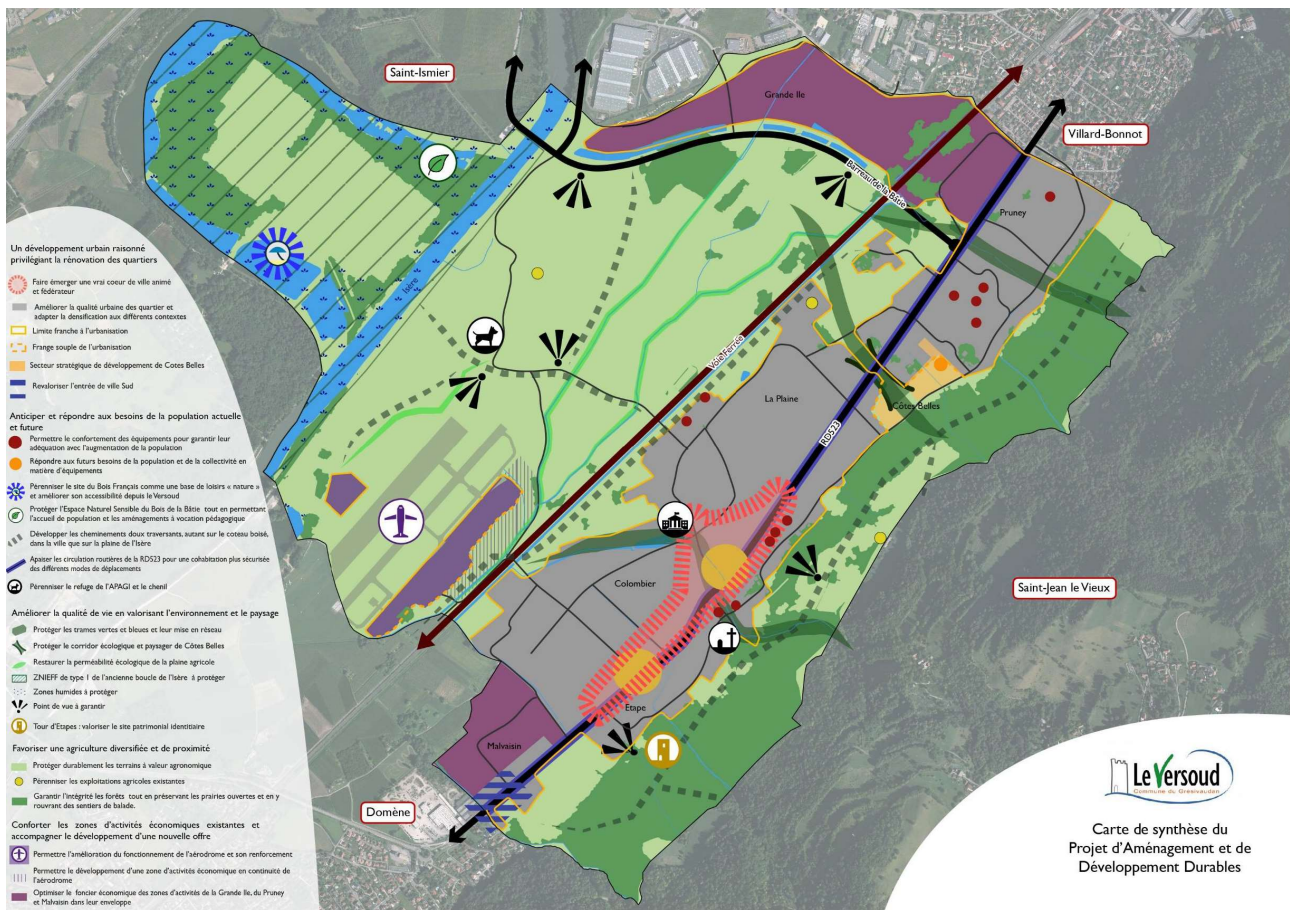 Saint-Ismier
Grande Ile
Villard-Bonnot
Barreau de la Bâtie
Pruney
Isère
Voie Ferrée
La Plaine
Côtes Belles
RD523
Colombier
Saint-Jean le Vieux
Etape
Malvaisin
Domène
Un développement urbain raisonné
privilégiant la rénovation des quartiers
Faire émerger une vrai coeur de ville animé
et fédérateur
Améliorer la qualité urbaine des quartier et
adapter la densification aux différents contextes
Limite franche à l'urbanisation
Frange souple de l'urbanisation
Secteur stratégique de développement de Cotes Belles
Revaloriser l'entrée de ville Sud
Anticiper et répondre aux besoins de la population actuelle
et future
Permettre le confortement des équipements pour garantir leur
adéquation avec l'augmentation de la population
Répondre aux futurs besoins de la population et de la collectivité en
matière d'équipements
Pérenniser le site du Bois Français comme une base de loisirs « nature »
et améliorer son accessibilité depuis le Versoud
Protéger l'Espace Naturel Sensible du Bois de la Bâtie tout en permettant
l'accueil de population et les aménagements à vocation pédagogique
Développer les cheminements doux traversants, autant sur le coteau boisé,
dans la ville que sur la plaine de l'Isère
Apaiser les circulation routières de la RD523 pour une cohabitation plus sécurisée
des différents modes de déplacements
Pérenniser le refuge de l'APAGI et le chenil
Améliorer la qualité de vie en valorisant l'environnement et le paysage
Protéger les trames vertes et bleues et leur mise en réseau
Protéger le corridor écologique et paysager de Côtes Belles
Restaurer la perméabilité écologique de la plaine agricole
ZNIEFF de type 1 de l'ancienne boucle de l'Isère à protéger
Zones humides à protéger
Point de vue à garantir
Tour d'Etapes : valoriser le site patrimonial identitiaire
Favoriser une agriculture diversifiée et de proximité
Protéger durablement les terrains à valeur agronomique
Pérenniser les exploitations agricoles existantes
Garantir l'intégrité les forêts tout en préservant les prairies ouvertes et en y
rouvrant des sentiers de balade.
Conforter les zones d'activités économiques existantes et
accompagner le développement d'une nouvelle offre
Permettre l'amélioration du fonctionnement de l'aérodrome et son renforcement
Permettre le développement d'une zone d'activités économique en continuité de
l'aérodrome
Optimiser le foncier économique des zones d'activités de la Grande Ile, du Pruney
et Malvaisin dans leur enveloppe
Le Versoud
Commune du Grésivaudan
Carte de synthèse du
Projet d'Aménagement et de
Développement Durables